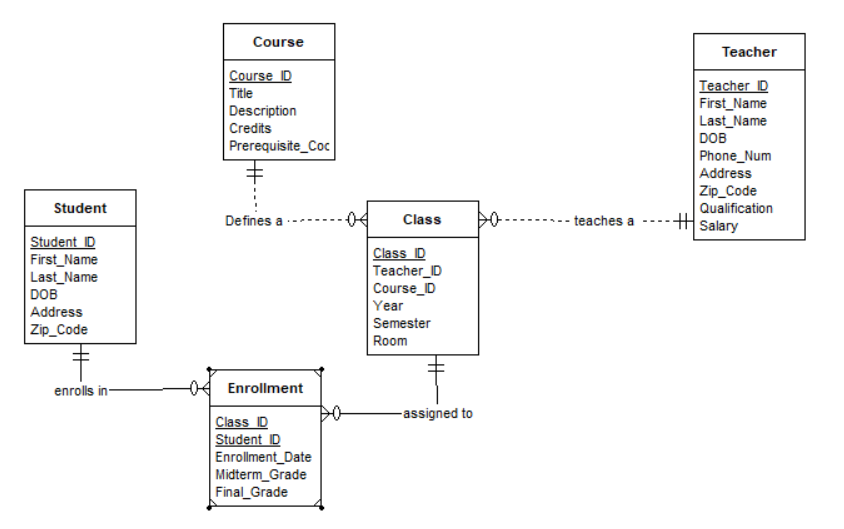 Course
Course_ID
Title
Description
Credits
Prerequisite_Coc
Teacher
Teacher_ID
First_Name
Last_Name
DOB
Phone_Num
Address
Zip_Code
Qualification
Salary
Student
Student_ID
First_Name
Last_Name
DOB
Address
Zip_Code
Defines a
Class
Class_ID
Teacher_ID
Course_ID
Year
Semester
Room
teaches a
enrolls in
Enrollment
Class_ID
Student_ID
Enrollment_Date
Midterm_Grade
Final_Grade
assigned to